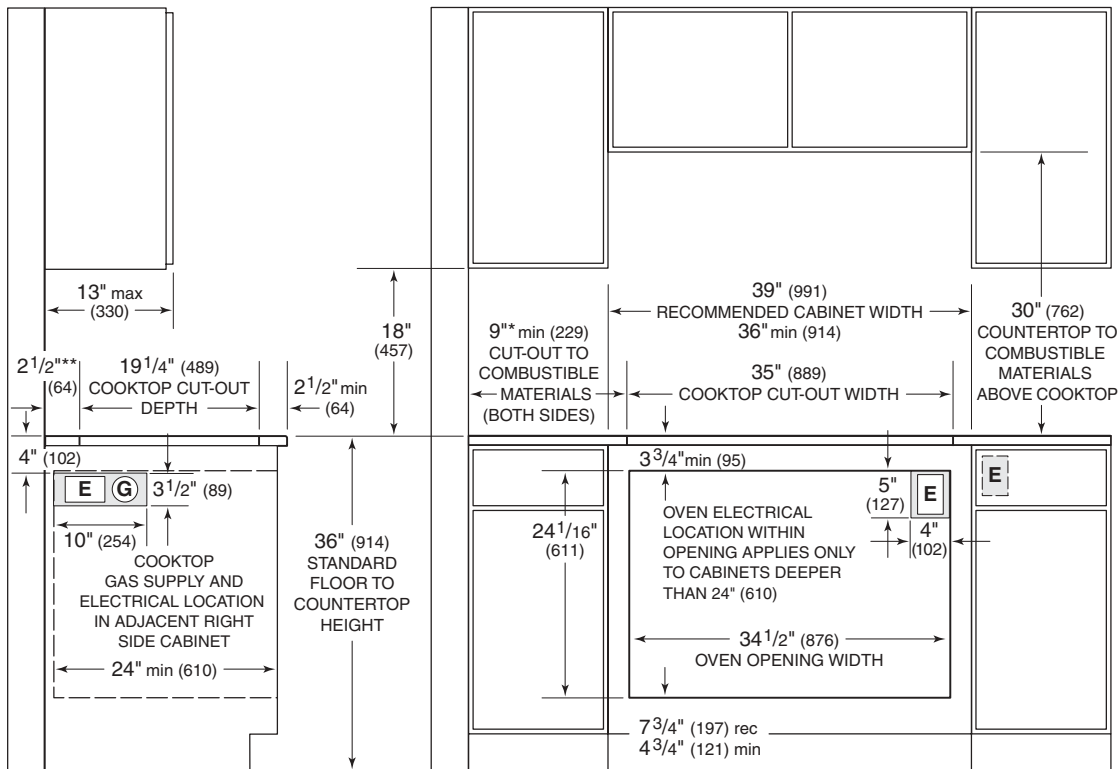 13" max
(330)
2 1/2"**
(64)
19 1/4" (489)
COOKTOP CUT-OUT
DEPTH
2 1/2" min
(64)
18"
(457)
4" (102)
E
G
3 1/2" (89)
10" (254)
COOKTOP
GAS SUPPLY AND
ELECTRICAL LOCATION
IN ADJACENT RIGHT
SIDE CABINET
24" min (610)
36" (914)
STANDARD
FLOOR TO
COUNTERTOP
HEIGHT
9"* min (229)
CUT-OUT TO
COMBUSTIBLE
MATERIALS
(BOTH SIDES)
39" (991)
RECOMMENDED CABINET WIDTH
36" min (914)
35" (889)
COOKTOP CUT-OUT WIDTH
30" (762)
COUNTERTOP TO
COMBUSTIBLE
MATERIALS
ABOVE COOKTOP
3 3/4" min (95)
24 1/16"
(611)
OVEN ELECTRICAL
LOCATION WITHIN
OPENING APPLIES ONLY
TO CABINETS DEEPER
THAN 24" (610)
5"
(127)
E
4"
(102)
E
34 1/2" (876)
OVEN OPENING WIDTH
7 3/4" (197) rec
4 3/4" (121) min